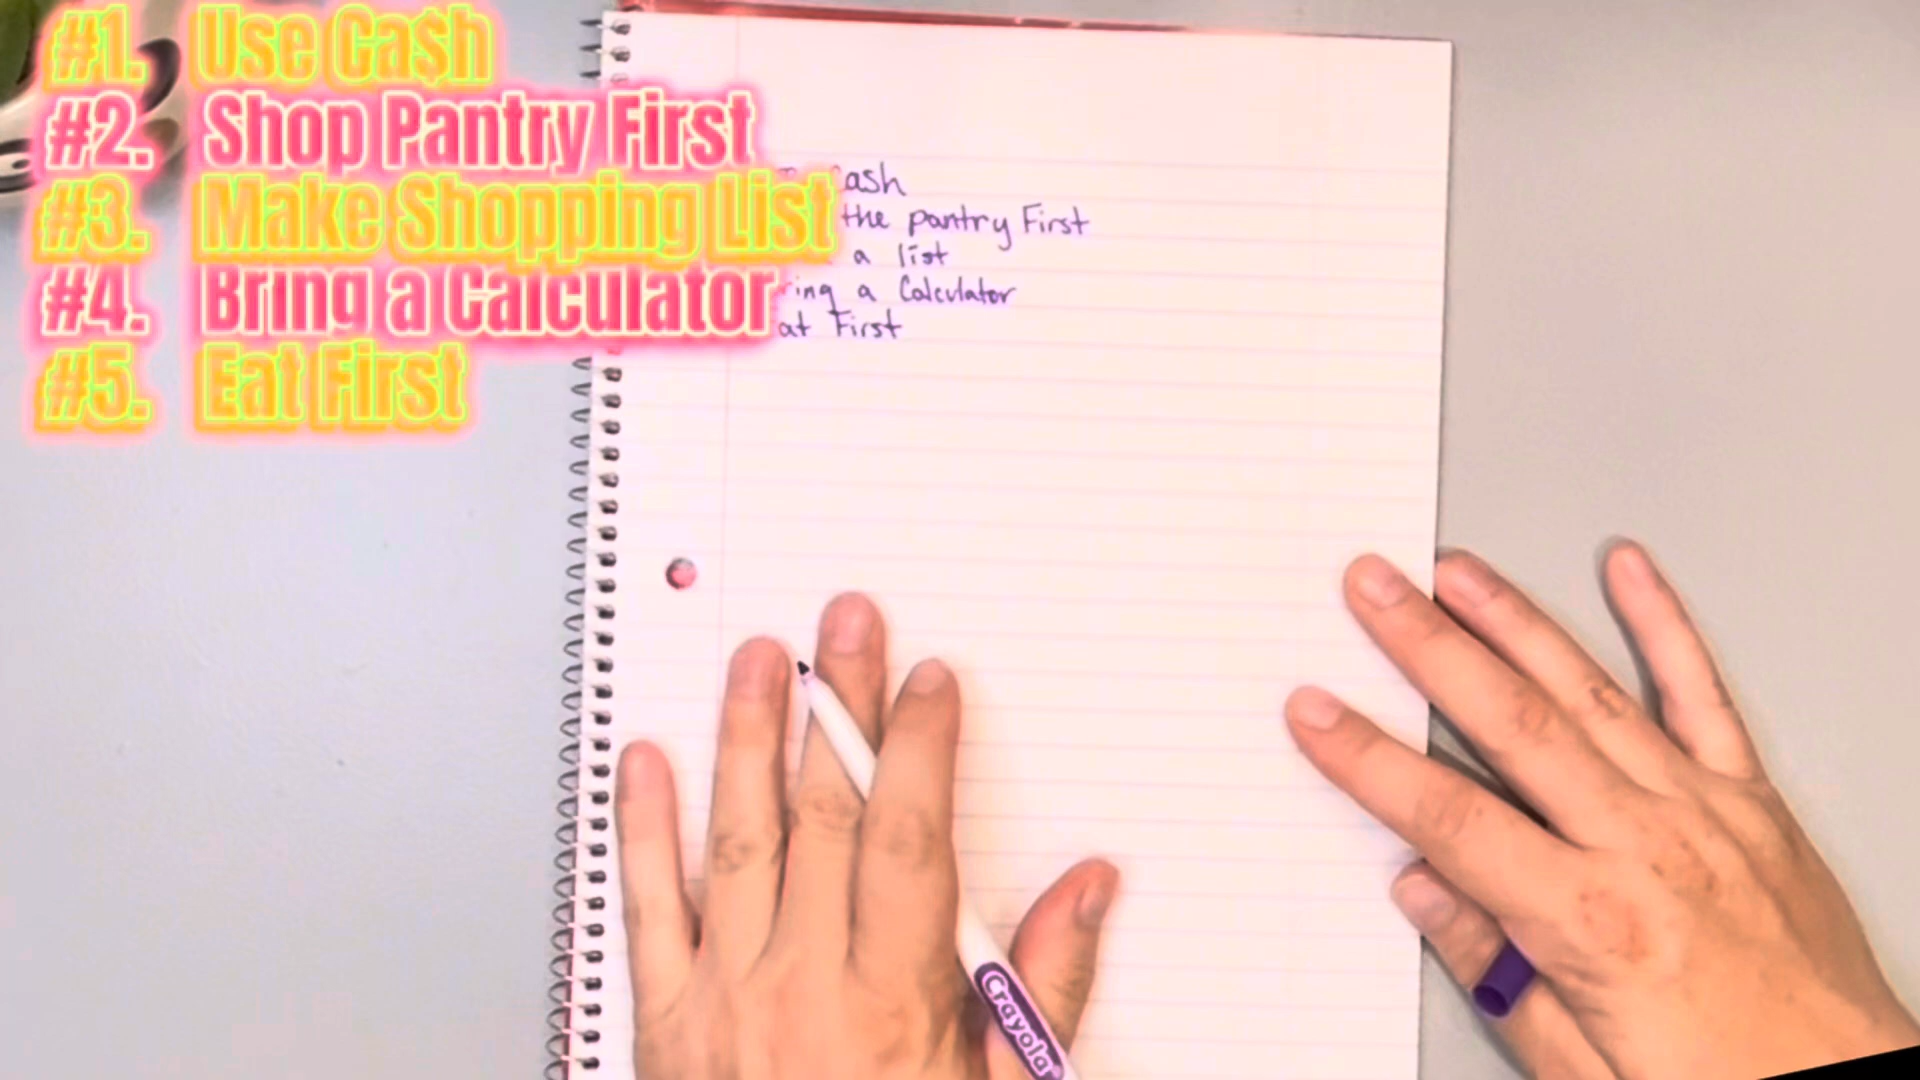 #1. Use Ca$h
#2. Shop Pantry First
#3. Make Shopping List
#4. Bring a Calculator
#5. Eat First
Cash
the pantry First
a list
ring a Calculator
at First
Crayola